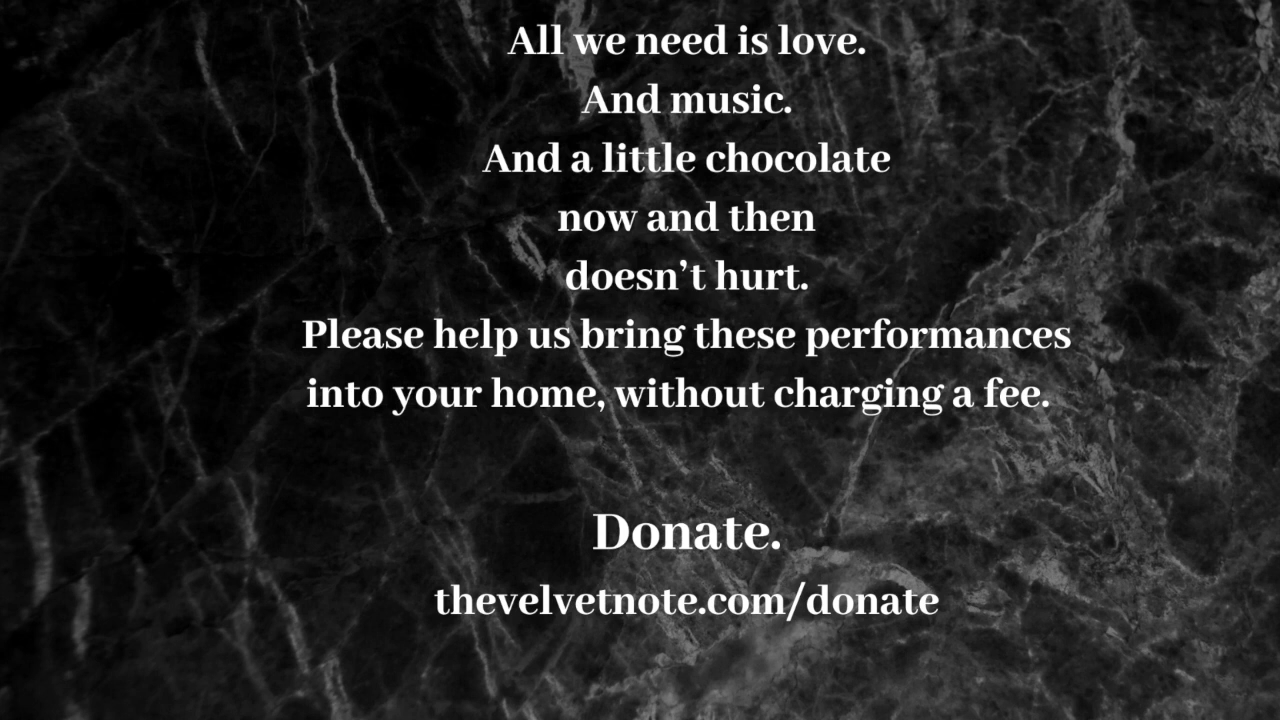 All we need is love.
And music.
And a little chocolate
now and then
doesn’t hurt.
Please help us bring these performances
into your home, without charging a fee.
Donate.
thevelvetnote.com/donate